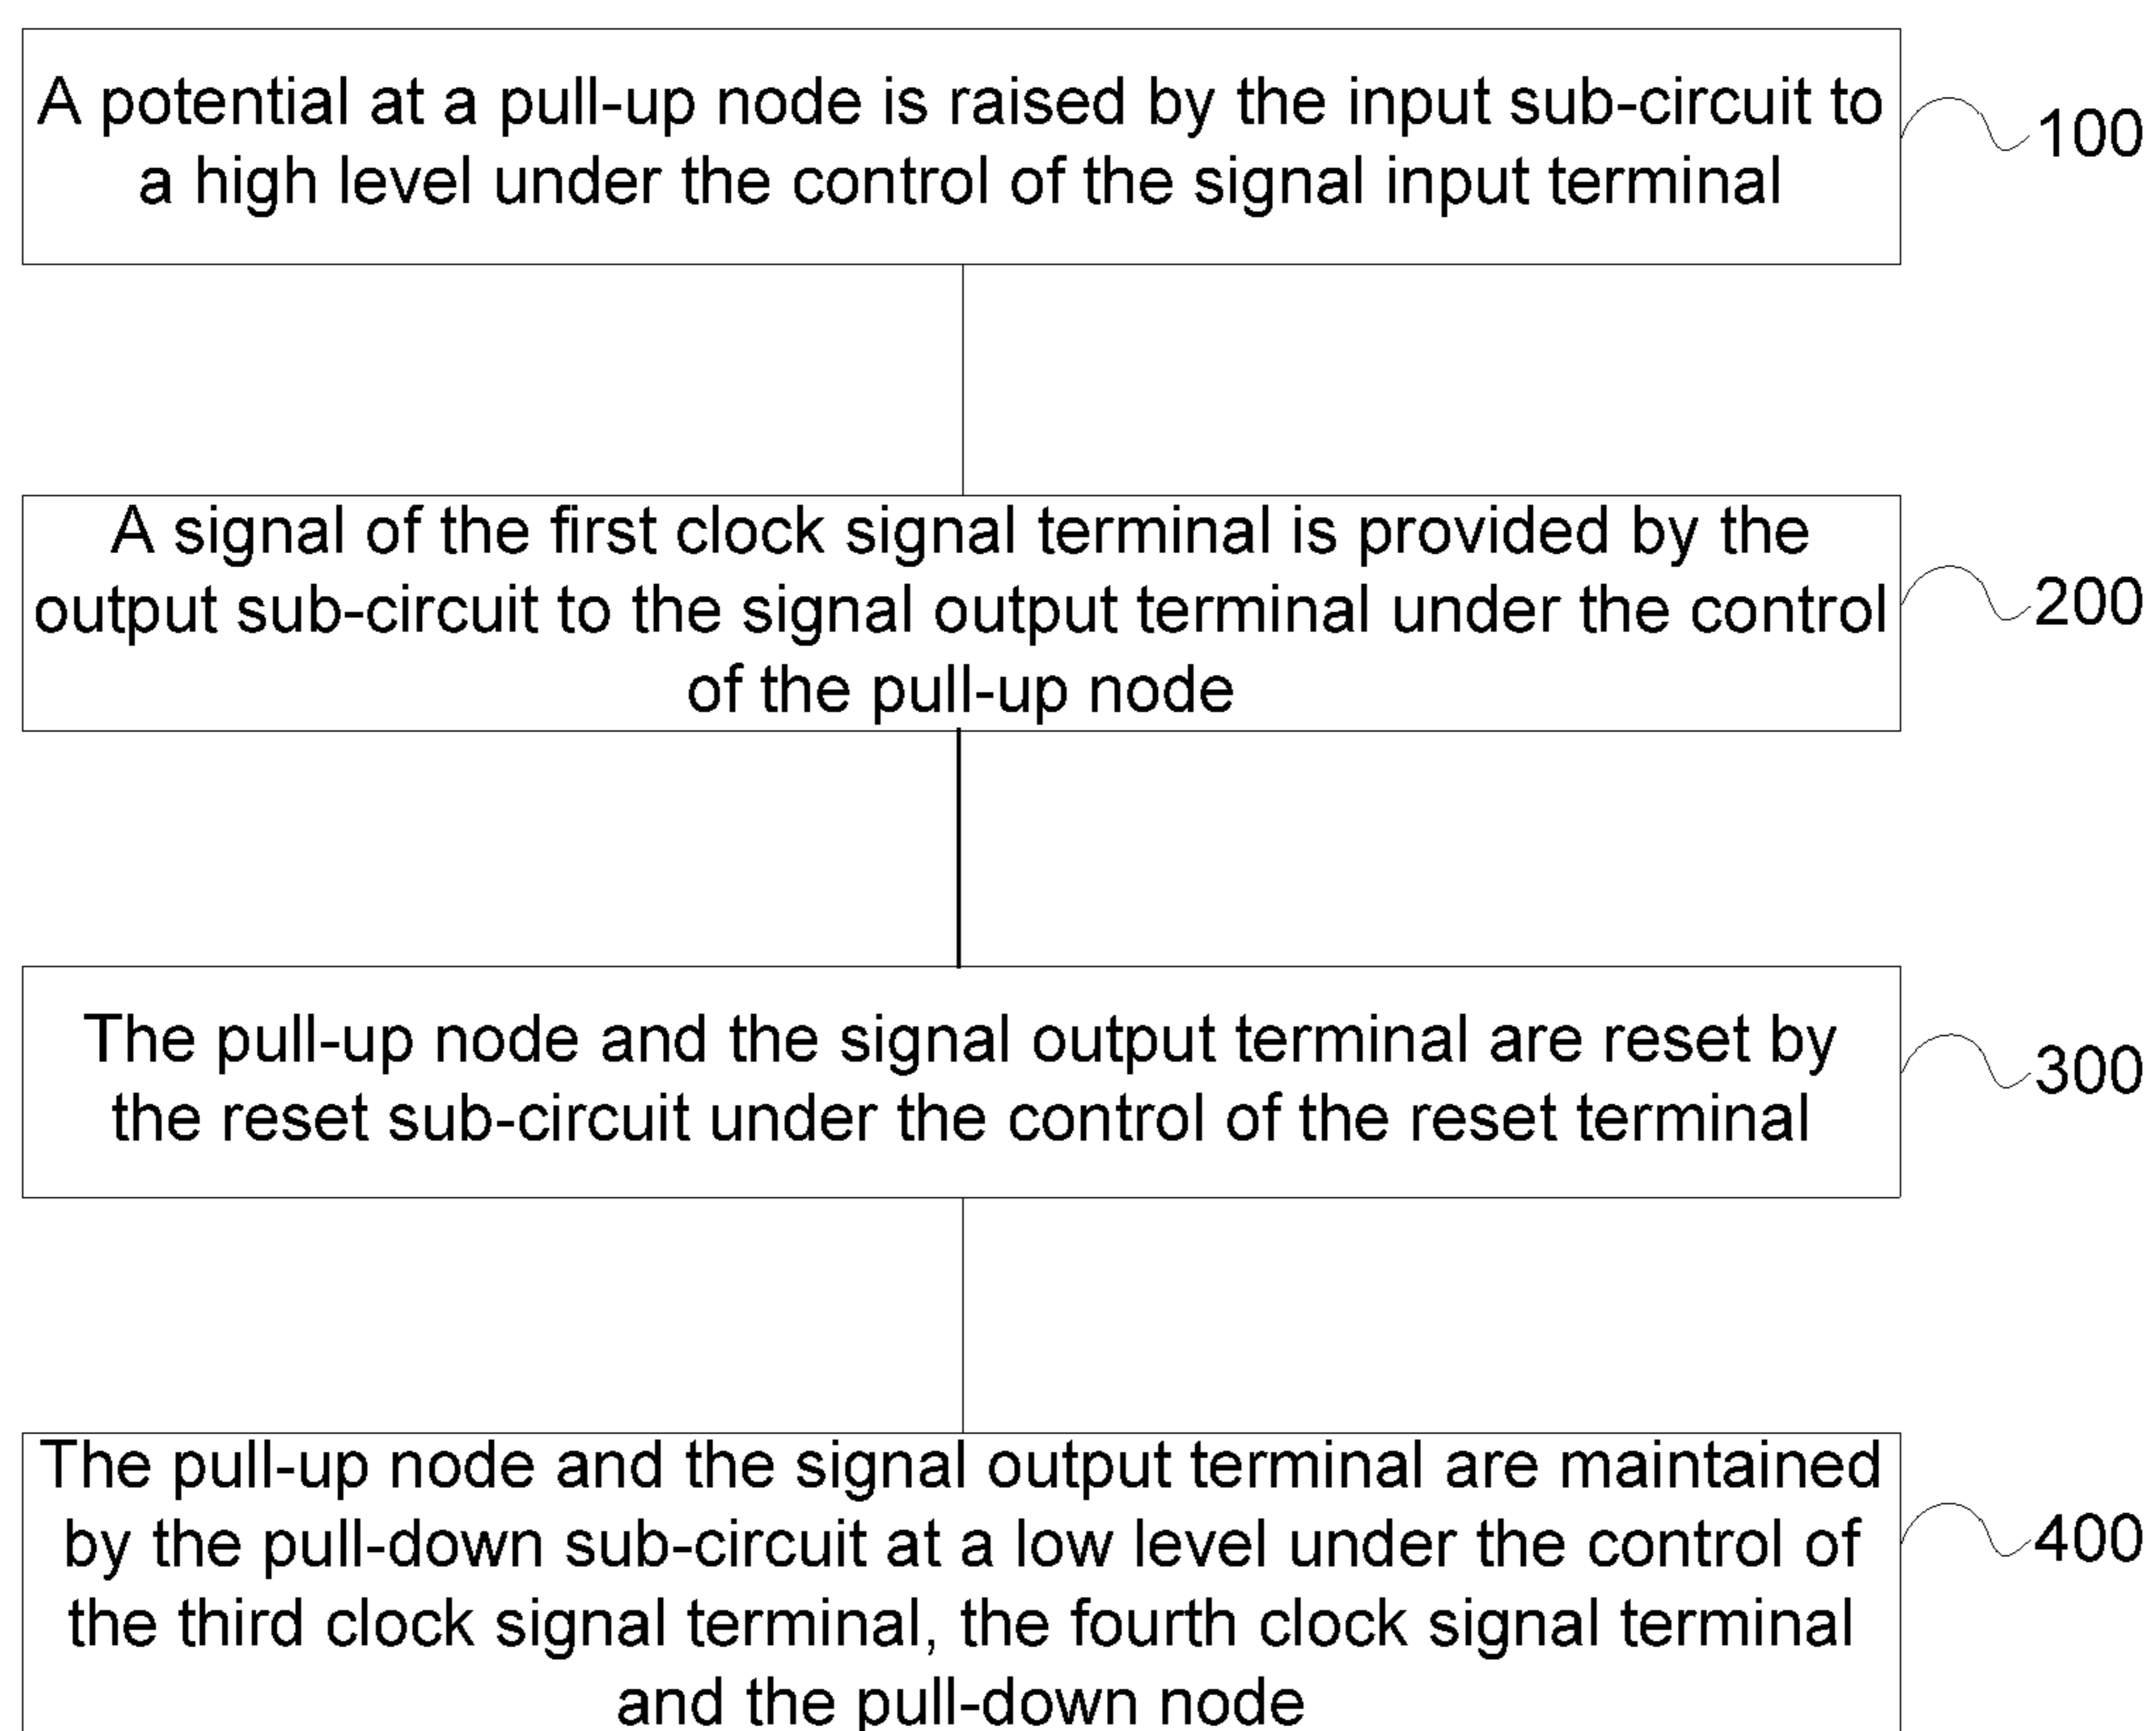 A potential at a pull-up node is raised by the input sub-circuit to
a high level under the control of the signal input terminal
100
A signal of the first clock signal terminal is provided by the
output sub-circuit to the signal output terminal under the control
of the pull-up node
200
The pull-up node and the signal output terminal are reset by
the reset sub-circuit under the control of the reset terminal
300
The pull-up node and the signal output terminal are maintained
by the pull-down sub-circuit at a low level under the control of
the third clock signal terminal, the fourth clock signal terminal
and the pull-down node
400